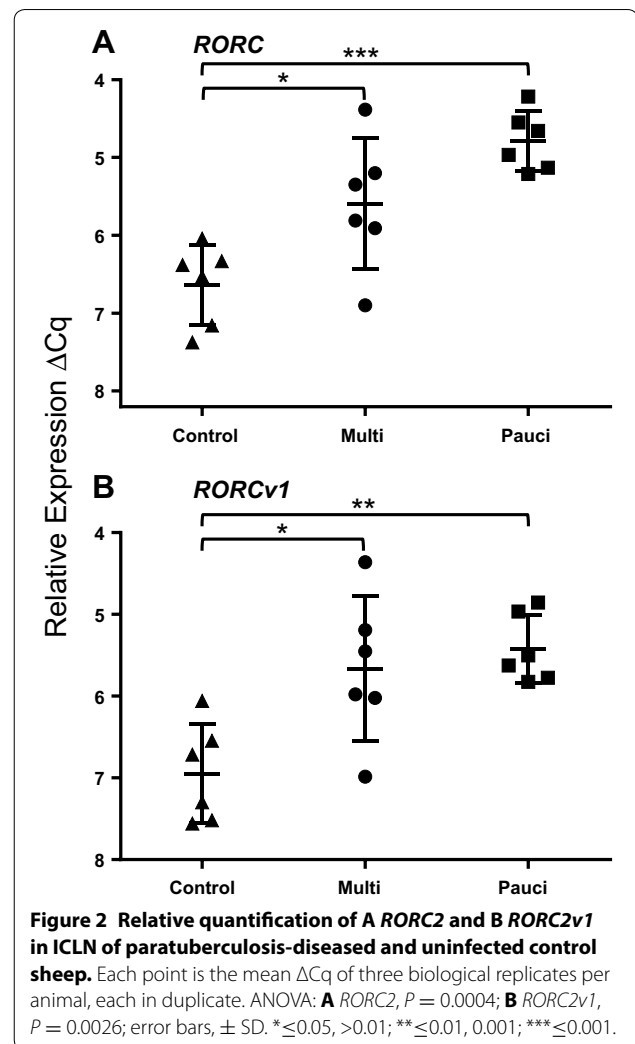 A
RORC
***
*
4
5
6
7
8
Control Multi Pauci
Relative Expression ΔCq
B
RORCv1
**
*
4
5
6
7
8
Control Multi Pauci
Figure 2 Relative quantification of A RORC2 and B RORC2v1
in ICLN of paratuberculosis-diseased and uninfected control
sheep. Each point is the mean ΔCq of three biological replicates per
animal, each in duplicate. ANOVA: A RORC2, P = 0.0004; B RORC2v1,
P = 0.0026; error bars, ± SD. *≤0.05, >0.01; **≤0.01, 0.001; ***≤0.001.